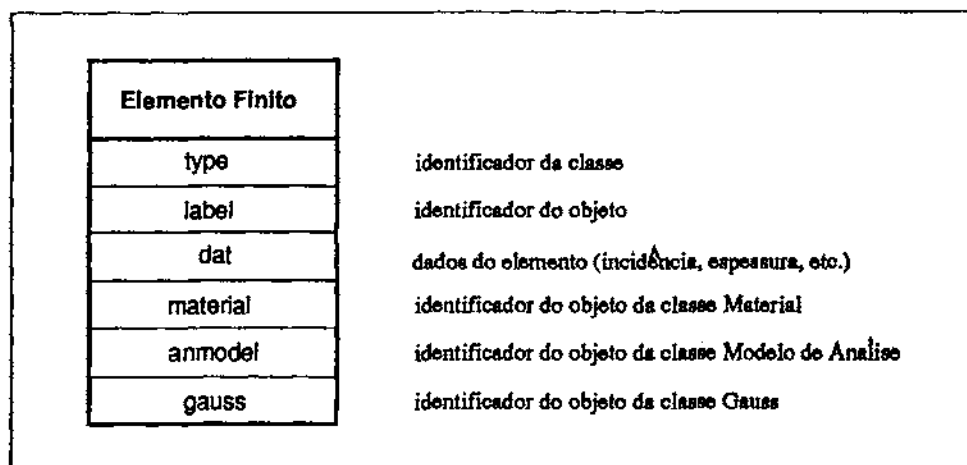 Elemento Finito
type identificador da classe
label identificador do objeto
dat dados do elemento (incidência, espessura, etc.)
material identificador do objeto da classe Material
anmodel identificador do objeto da classe Modelo de Análise
gauss identificador do objeto da classe Gauss